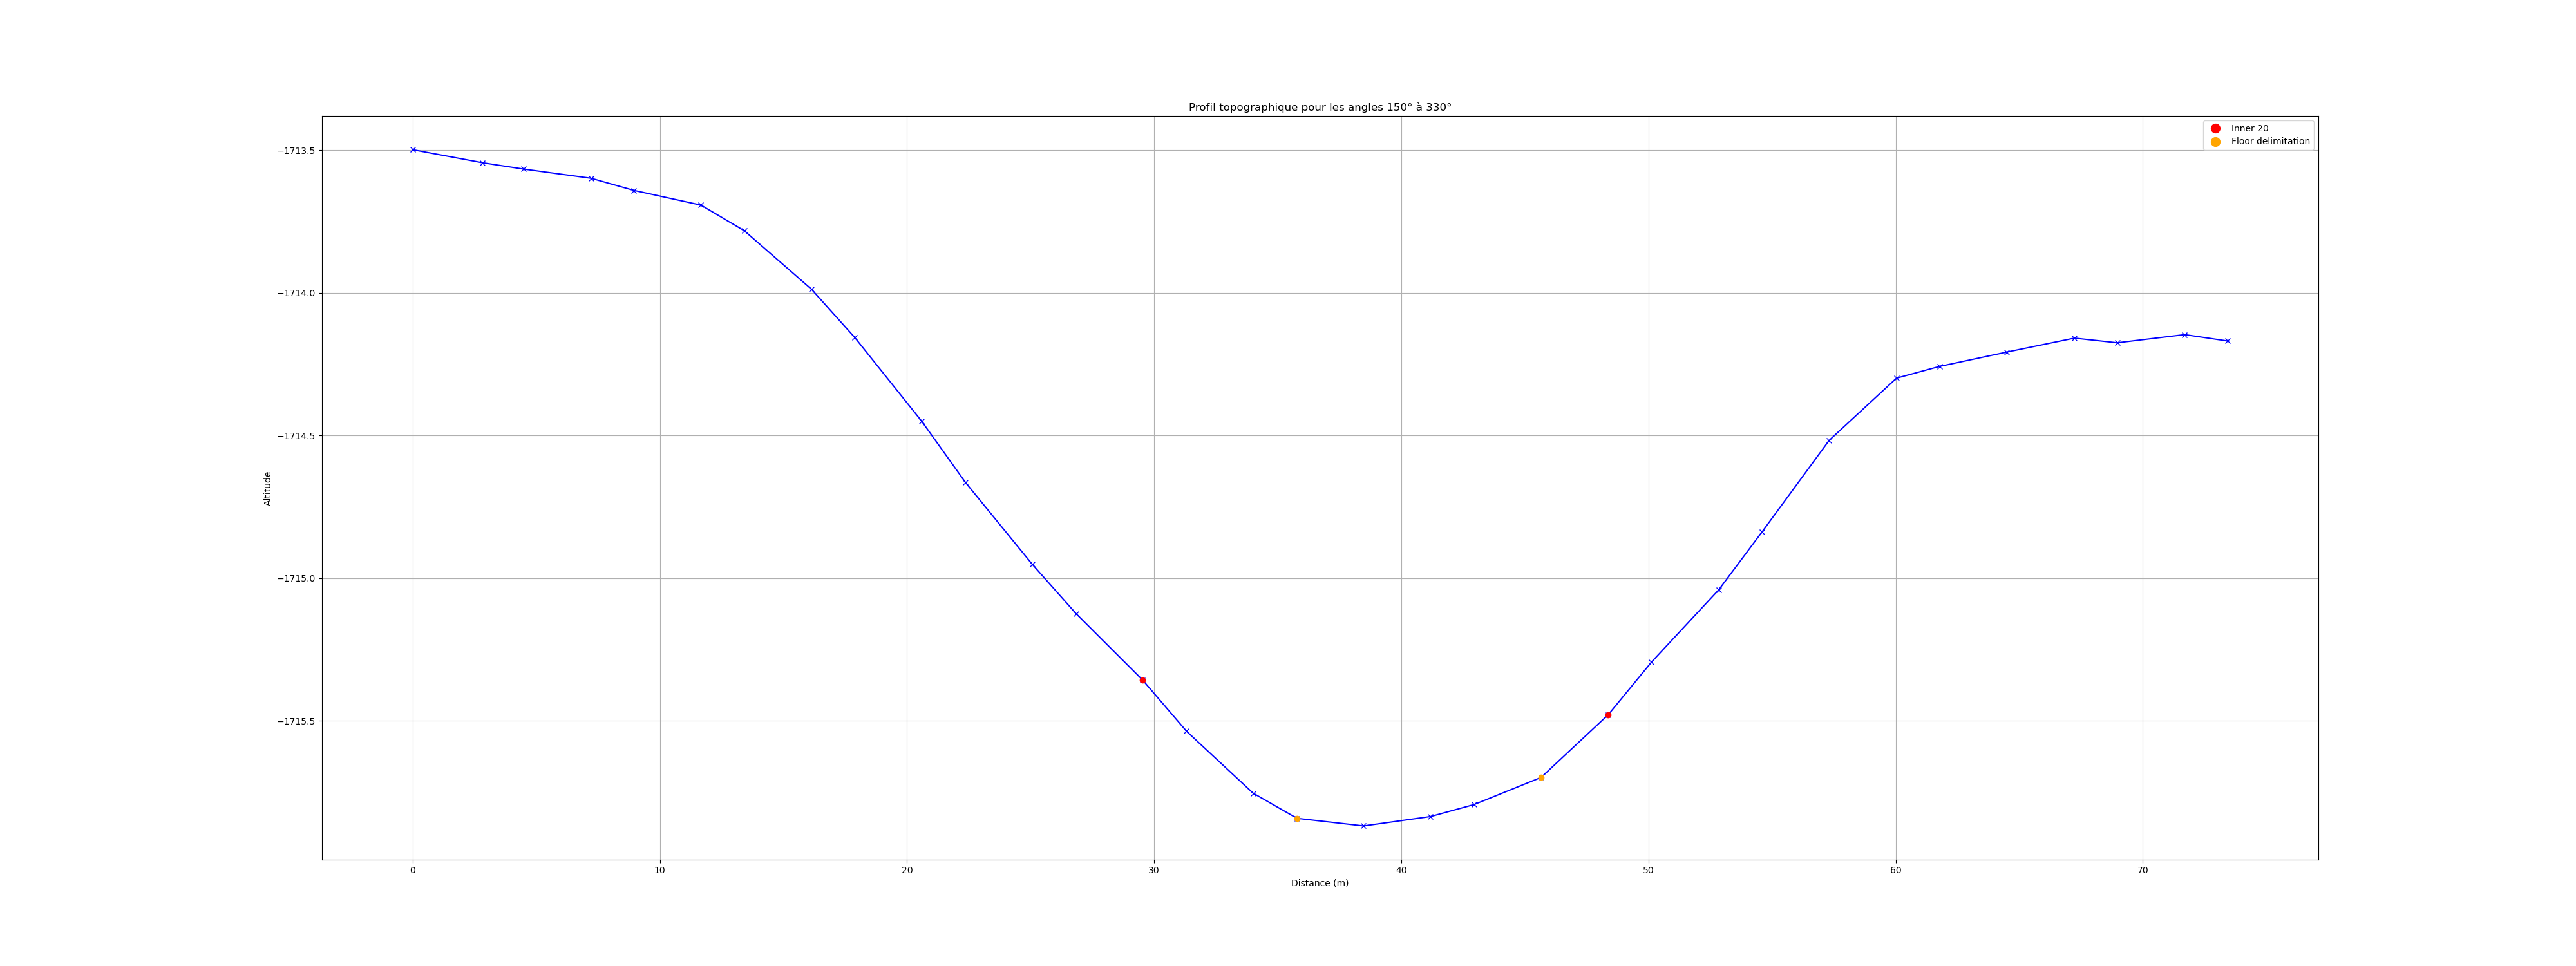 Profil topographique pour les angles 150° à 330°
Inner 20
Floor delimitation
−1713.5
−1714.0
−1714.5
−1715.0
−1715.5
Altitude
0 10 20 30 40 50 60 70
Distance (m)